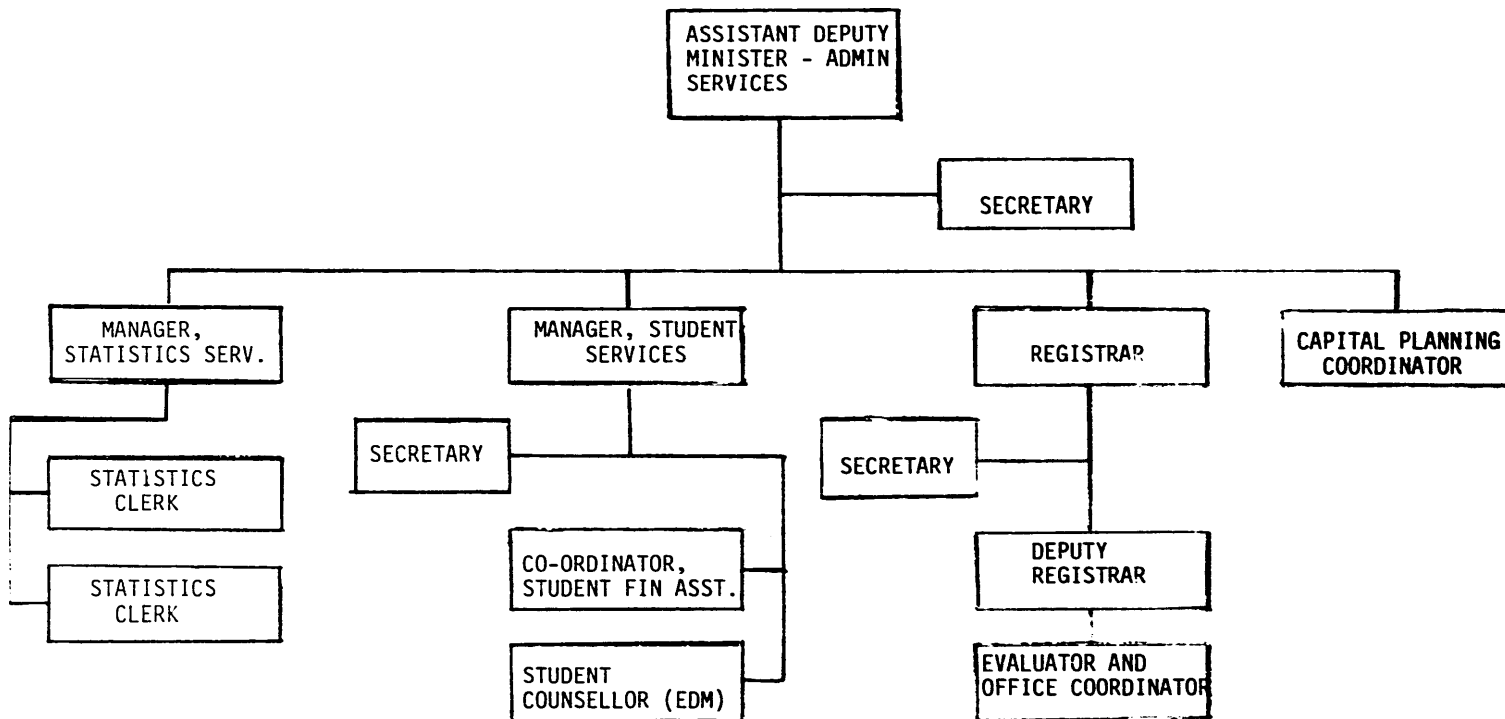 ASSISTANT DEPUTY
MINISTER - ADMIN
SERVICES
SECRETARY
MANAGER,
STATISTICS SERV.
MANAGER, STUDENT
SERVICES
REGISTRAR
CAPITAL PLANNING
COORDINATOR
SECRETARY
SECRETARY
STATISTICS
CLERK
STATISTICS
CLERK
CO-ORDINATOR,
STUDENT FIN ASST.
DEPUTY
REGISTRAR
STUDENT
COUNSELLOR (EDM)
EVALUATOR AND
OFFICE COORDINATOR